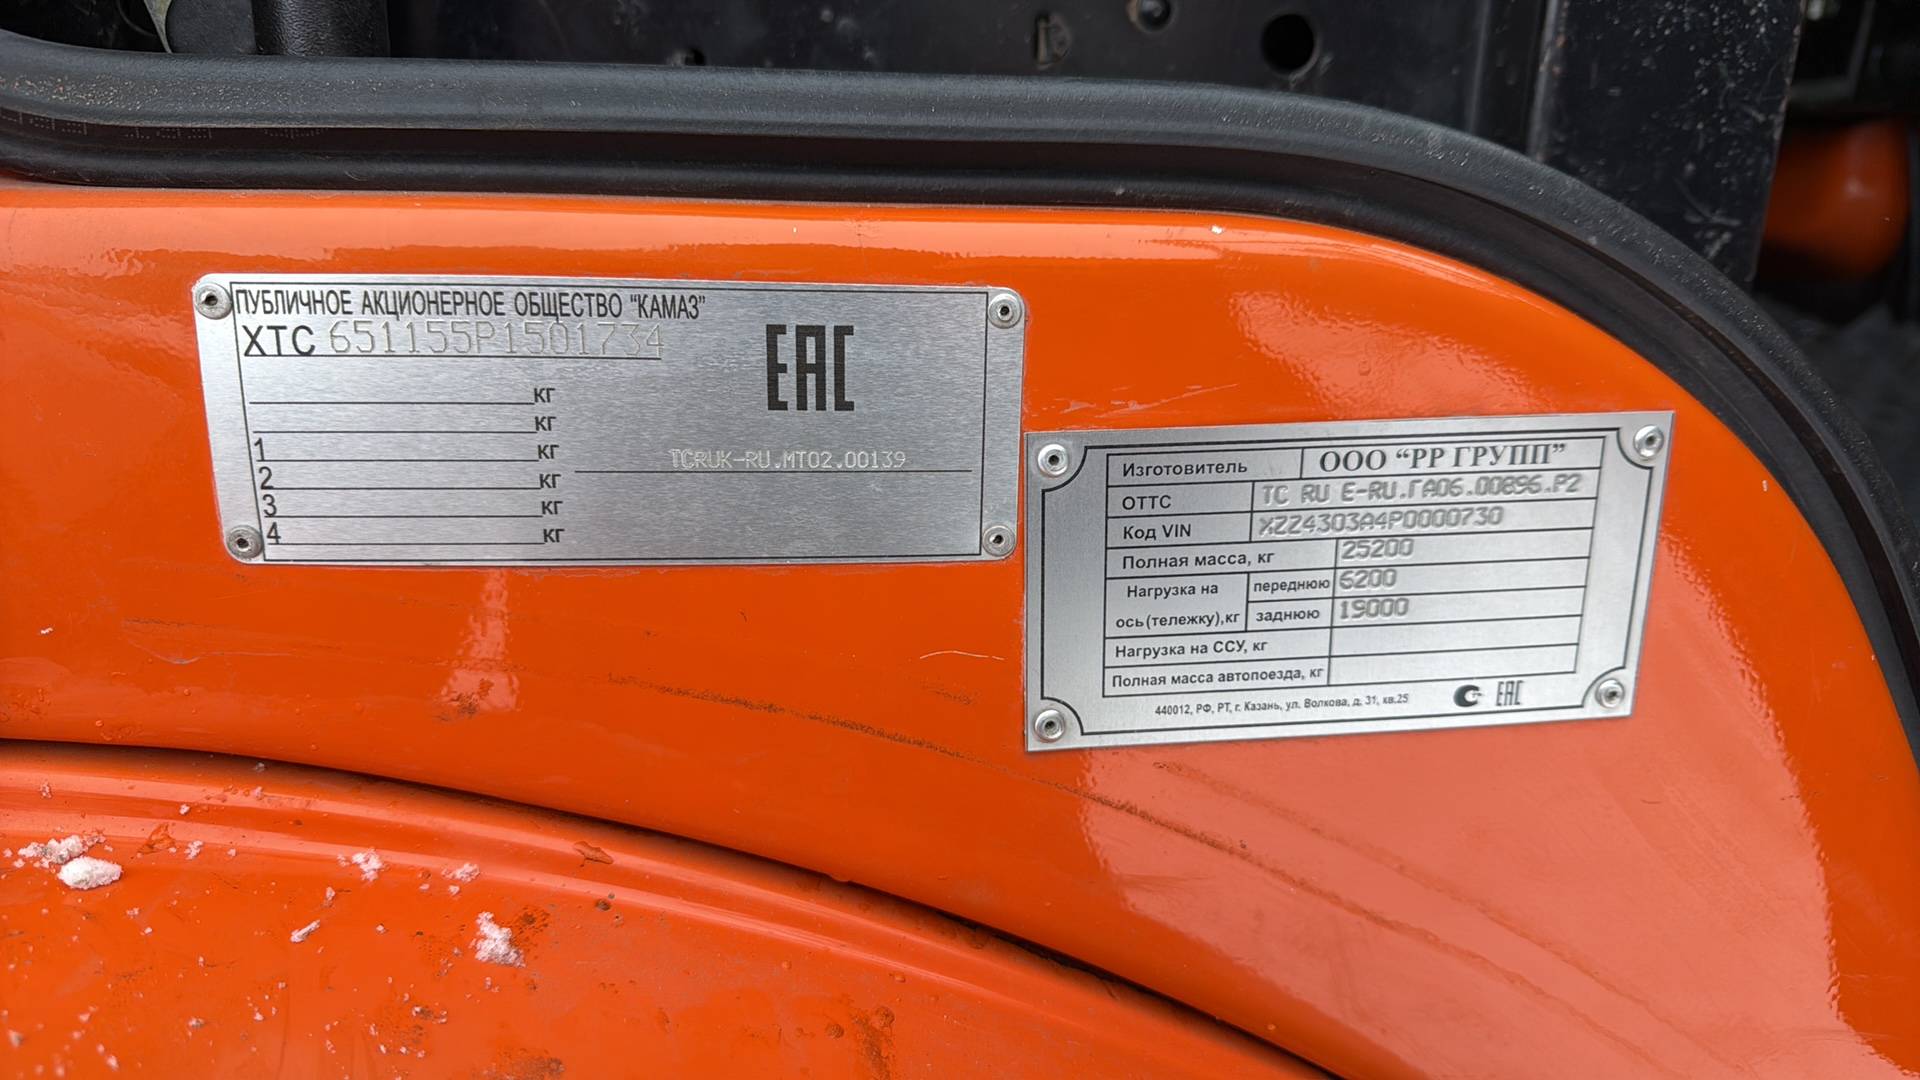 ПУБЛИЧНОЕ АКЦИОНЕРНОЕ ОБЩЕСТВО “КАМАЗ”
XTC 651155P1501734
EAC
кг
кг
1 кг
2 кг
3 кг
4 кг
TCRUK-RU.MT02.00139
Изготовитель ООО “РР ГРУПП”
ОТТС TC RU E-RU.ГА06.00896.P2
Код VIN XZZ4303A4P0000730
Полная масса, кг 25200
Нагрузка на ось(тележку),кг переднюю 6200
заднюю 19000
Нагрузка на ССУ, кг
Полная масса автопоезда, кг
440012, РФ, РТ, г. Казань, ул. Волкова, д. 31, кв.25
EAC